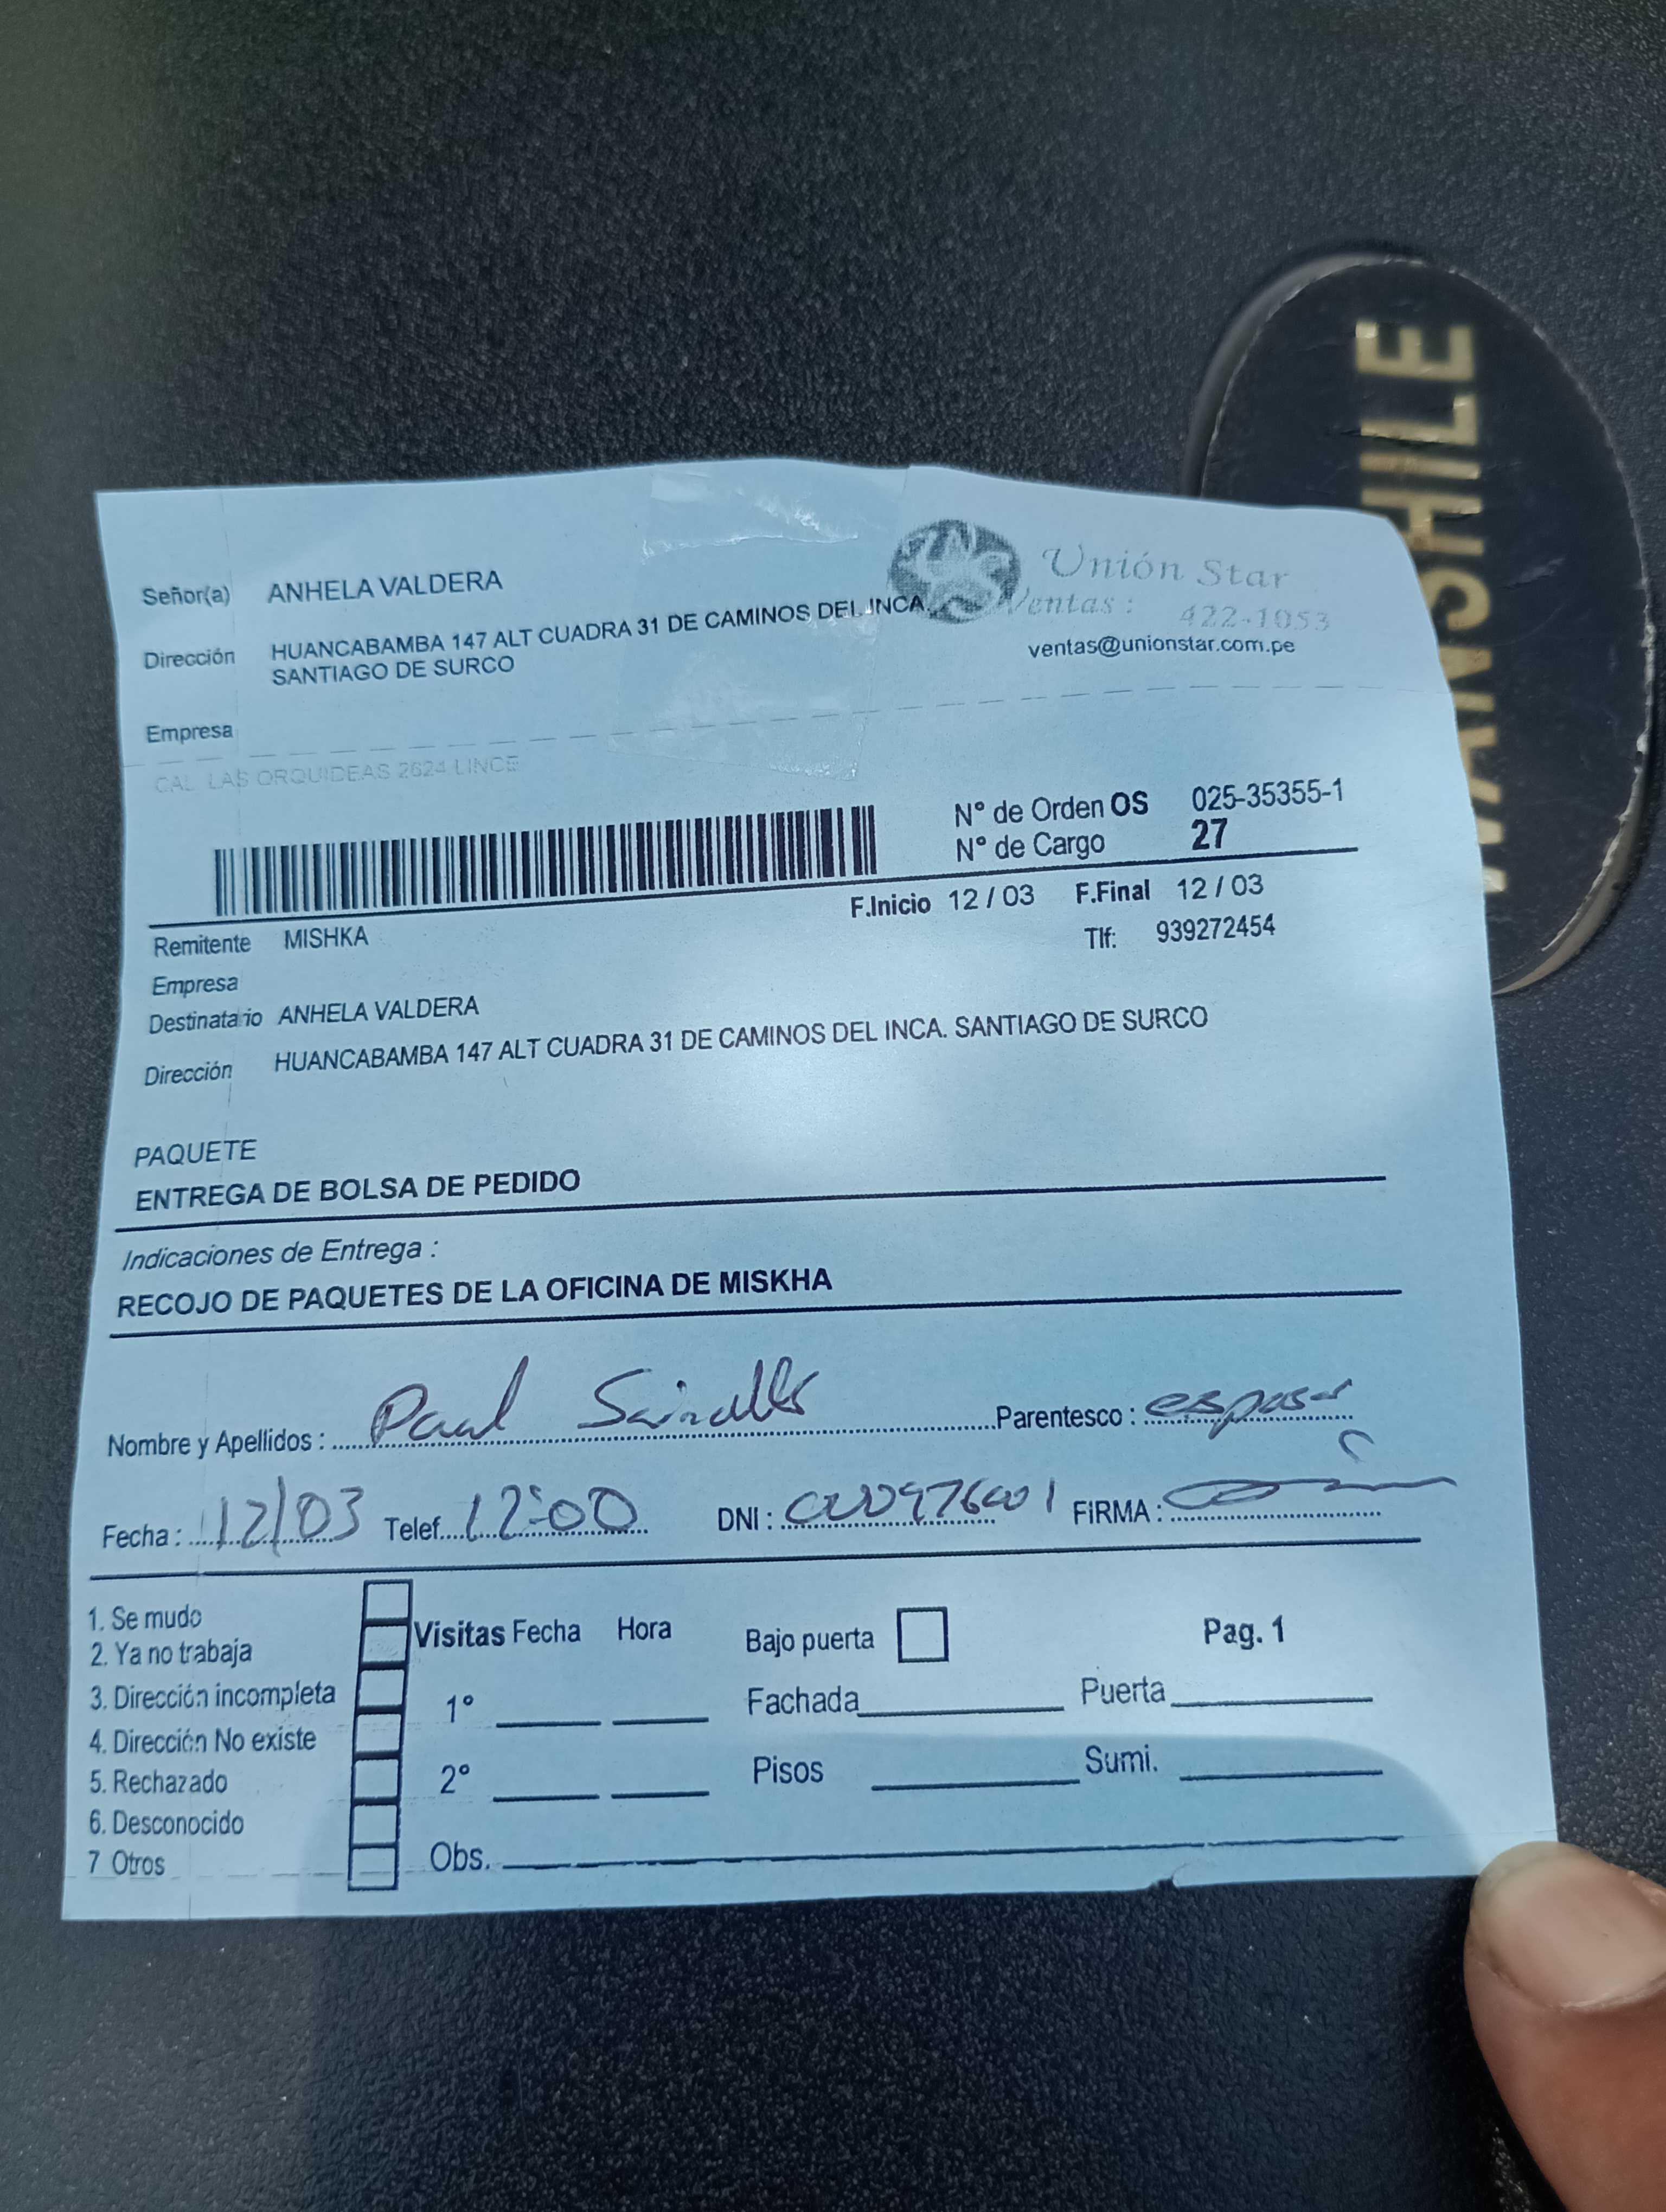 Unión Star
Señor(a) ANHELA VALDERA
Ventas : 422-1053
Dirección HUANCABAMBA 147 ALT CUADRA 31 DE CAMINOS DEL INCA.
SANTIAGO DE SURCO
ventas@unionstar.com.pe
Empresa
CAL LAS ORQUIDEAS 2624 LINCE
N° de Orden OS 025-35355-1
N° de Cargo 27
F.Inicio 12 / 03 F.Final 12 / 03
Remitente MISHKA Tlf: 939272454
Empresa
Destinatario ANHELA VALDERA
Dirección HUANCABAMBA 147 ALT CUADRA 31 DE CAMINOS DEL INCA. SANTIAGO DE SURCO
PAQUETE
ENTREGA DE BOLSA DE PEDIDO
Indicaciones de Entrega :
RECOJO DE PAQUETES DE LA OFICINA DE MISKHA
Nombre y Apellidos : Paul Parentesco : esposo
Fecha : 12/03 Telef. 12:00 DNI : FIRMA :
1. Se mudo
2. Ya no trabaja
3. Dirección incompleta
4. Dirección No existe
5. Rechazado
6. Desconocido
7 Otros
Visitas Fecha Hora Bajo puerta Pag. 1
1° Fachada Puerta
2° Pisos Sumi.
Obs.
WANSHILE